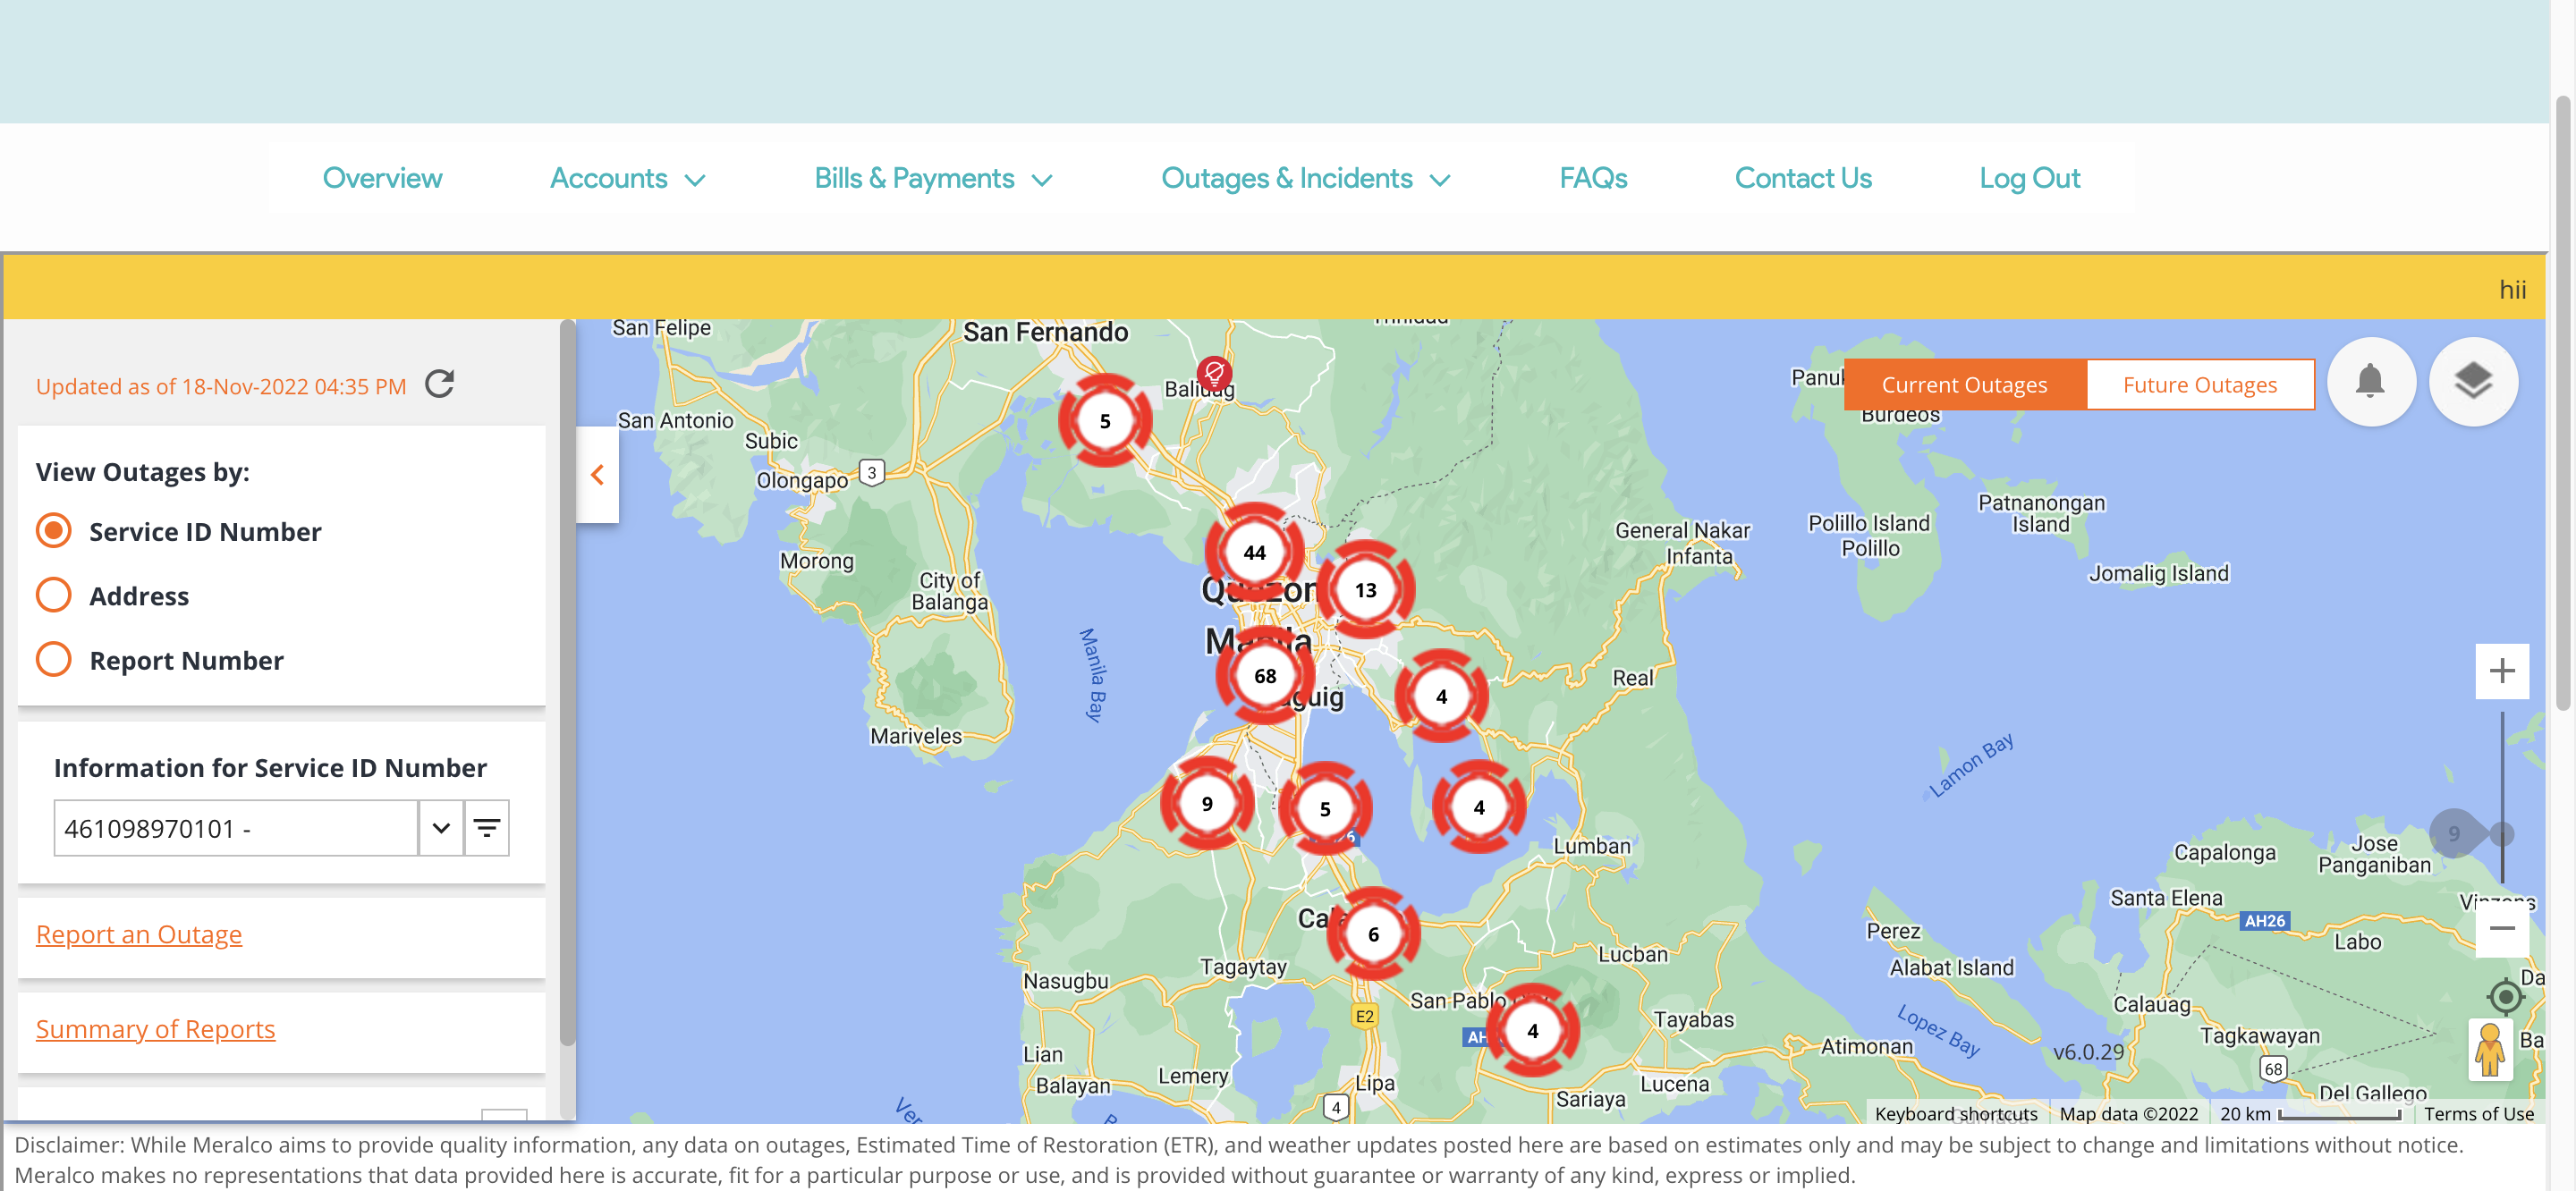 Overview Accounts Bills & Payments Outages & Incidents FAQs Contact Us Log Out
hii
Updated as of 18-Nov-2022 04:35 PM
View Outages by:
Service ID Number
Address
Report Number
Information for Service ID Number
461098970101 -
Report an Outage
Summary of Reports
Current Outages Future Outages
San Felipe
San Fernando
Baliuag
5
San Antonio
Subic
Olongapo
3
Burdeos
Patnanongan
Island
Polillo Island
Polillo
General Nakar
Infanta
Jomalig Island
44
13
Morong
City of
Balanga
Quezon
Manila
68
Manila Bay
4
Real
Mariveles
Lamon Bay
9
5
4
9
Lumban
Capalonga
Jose
Panganiban
Santa Elena
Vinzons
AH26
Labo
6
Perez
Lucban
Alabat Island
Tagaytay
Nasugbu
San Pablo
Calauag
E2
4
Tayabas
Lopez Bay
Tagkawayan
Atimonan
v6.0.29
68
Lian
Balayan
Lemery
Lipa
4
Sariaya
Lucena
Del Gallego
Keyboard shortcuts Map data ©2022 20 km Terms of Use
Disclaimer: While Meralco aims to provide quality information, any data on outages, Estimated Time of Restoration (ETR), and weather updates posted here are based on estimates only and may be subject to change and limitations without notice.
Meralco makes no representations that data provided here is accurate, fit for a particular purpose or use, and is provided without guarantee or warranty of any kind, express or implied.